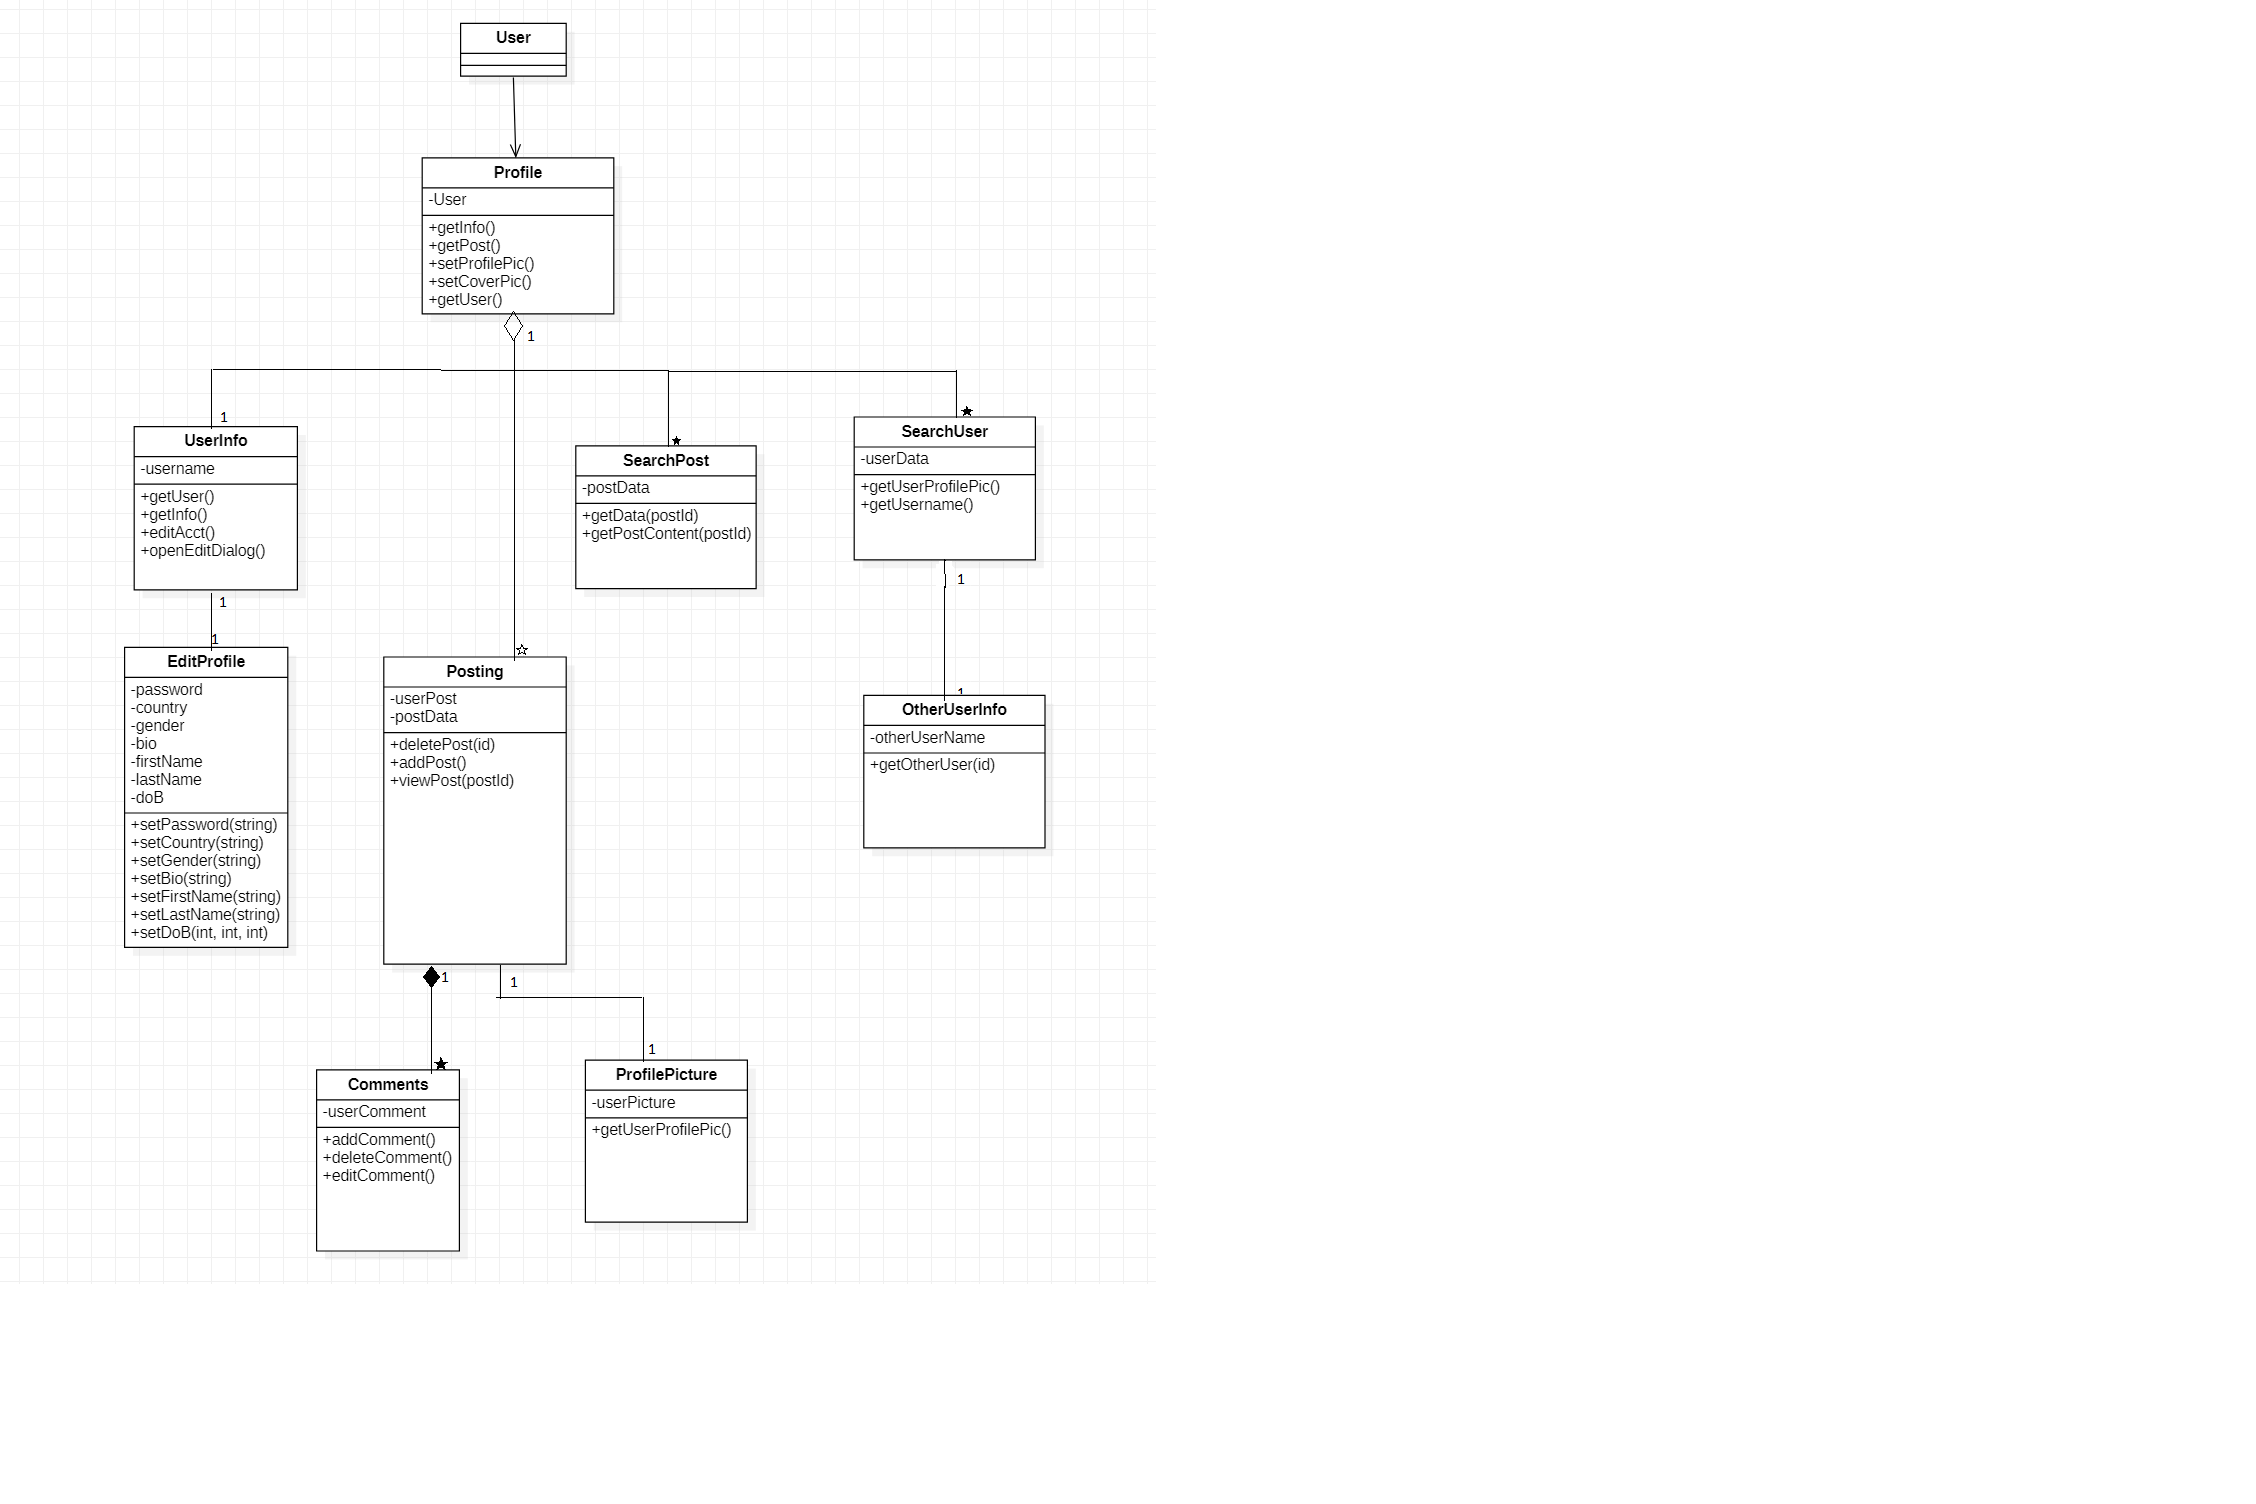 User
Profile
-User
+getInfo()
+getPost()
+setProfilePic()
+setCoverPic()
+getUser()
1
1
UserInfo
-username
+getUser()
+getInfo()
+editAcct()
+openEditDialog()
1
SearchPost
-postData
+getData(postId)
+getPostContent(postId)
SearchUser
-userData
+getUserProfilePic()
+getUsername()
1
1
EditProfile
-password
-country
-gender
-bio
-firstName
-lastName
-doB
+setPassword(string)
+setCountry(string)
+setGender(string)
+setBio(string)
+setFirstName(string)
+setLastName(string)
+setDoB(int, int, int)
Posting
-userPost
-postData
+deletePost(id)
+addPost()
+viewPost(postId)
1
1
1
OtherUserInfo
-otherUserName
+getOtherUser(id)
Comments
-userComment
+addComment()
+deleteComment()
+editComment()
1
ProfilePicture
-userPicture
+getUserProfilePic()